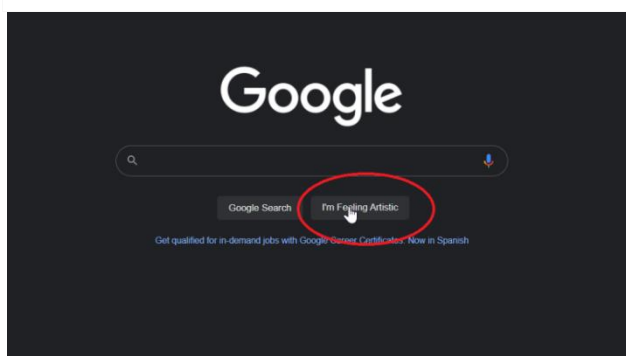 Google
Google Search I'm Feeling Artistic
Get qualified for in-demand jobs with Google Career Certificates. Now in Spanish